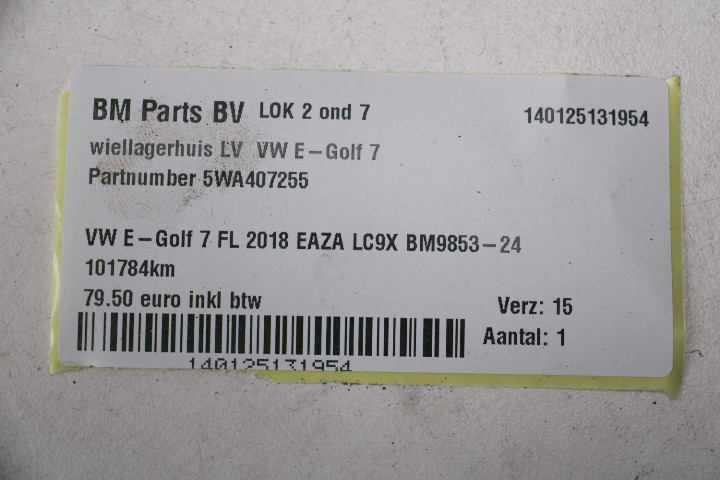 BM Parts BV LOK 2 ond 7 140125131954
wiellagerhuis LV VW E-Golf 7
Partnumber 5WA407255
VW E-Golf 7 FL 2018 EAZA LC9X BM9853-24
101784km
79.50 euro inkl btw Verz: 15
Aantal: 1
140125131954